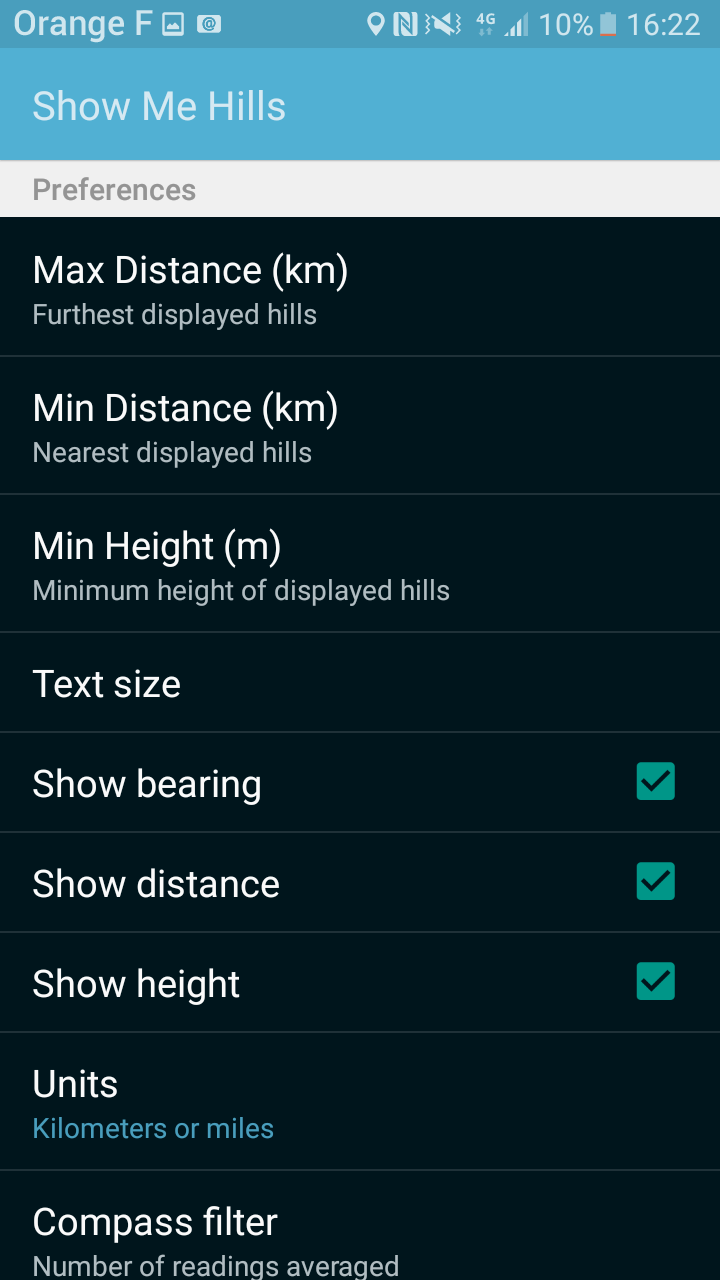 Orange F 4G 10% 16:22
Show Me Hills
Preferences
Max Distance (km)
Furthest displayed hills
Min Distance (km)
Nearest displayed hills
Min Height (m)
Minimum height of displayed hills
Text size
Show bearing
Show distance
Show height
Units
Kilometers or miles
Compass filter
Number of readings averaged